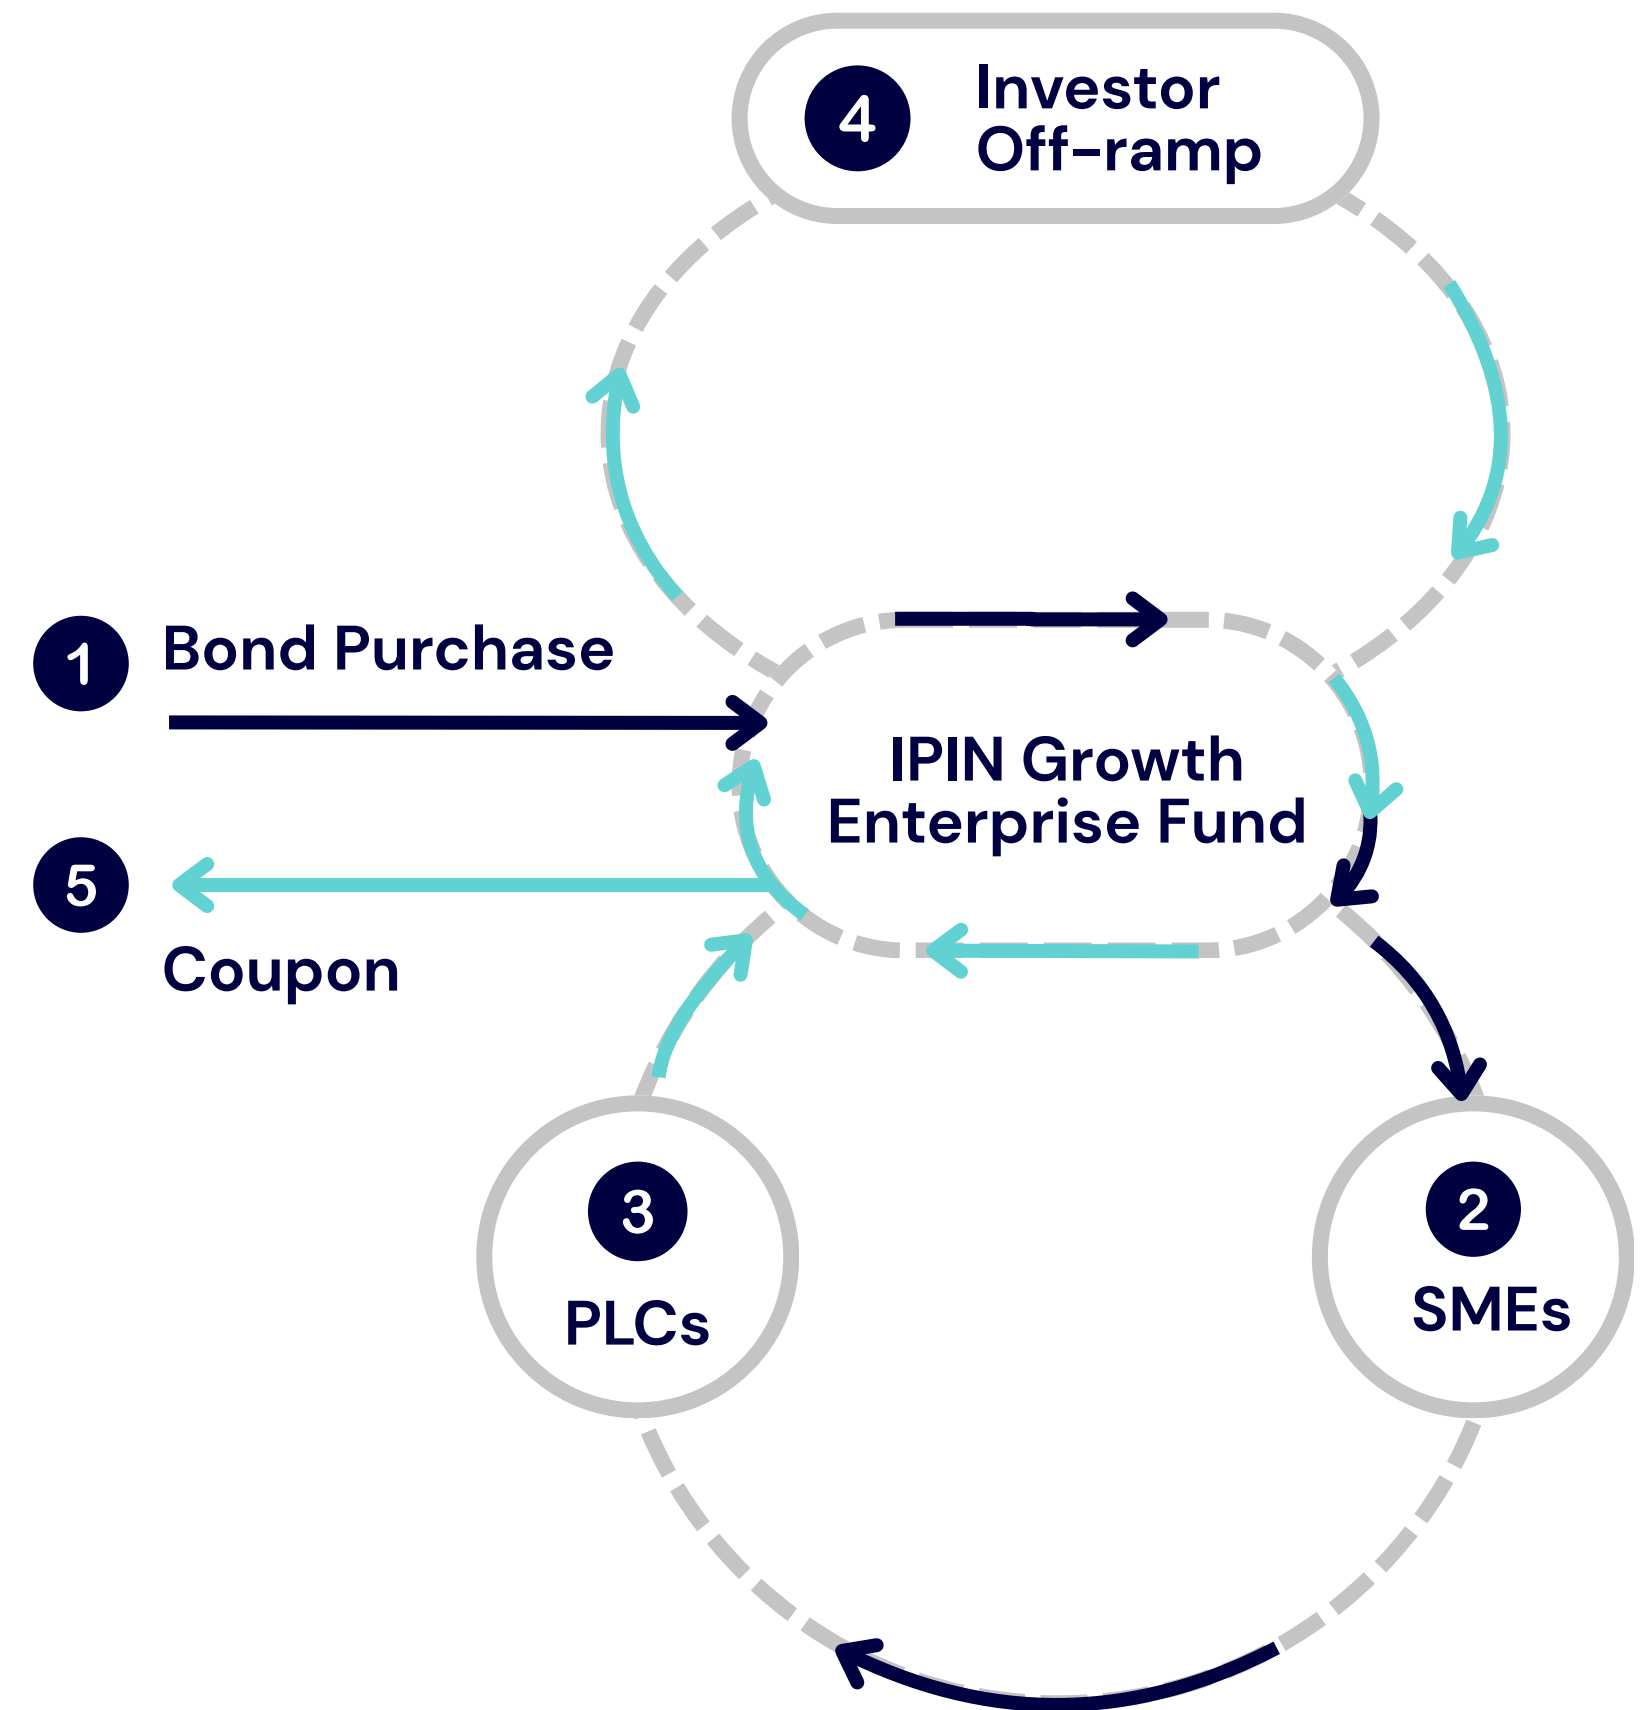 4
Investor
Off-ramp
1
Bond Purchase
IPIN Growth
Enterprise Fund
5
Coupon
3
PLCs
2
SMEs